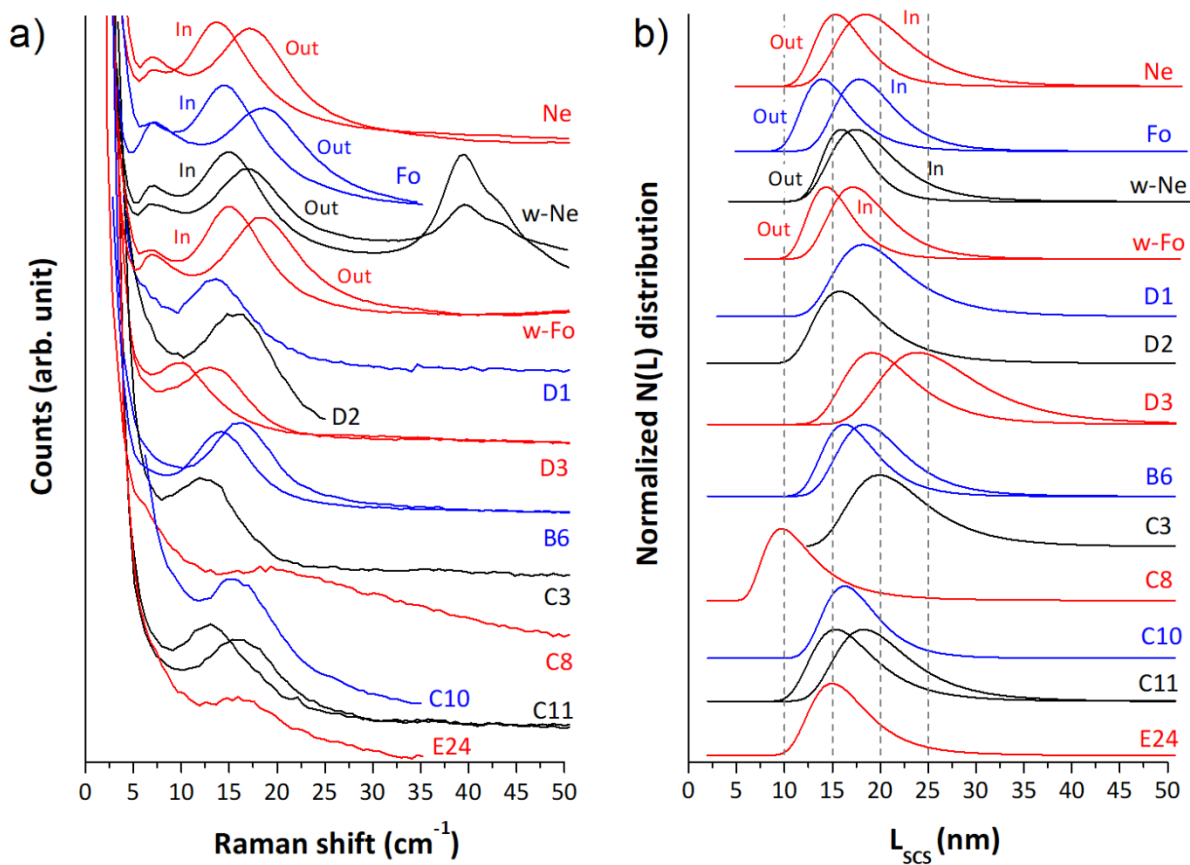 a)
Counts (arb. unit)
In
Out
Ne
In
Out
Fo
In
Out
w-Ne
In
Out
w-Fo
D1
D2
D3
B6
C3
C8
C10
C11
E24
0 5 10 15 20 25 30 35 40 45 50
Raman shift (cm⁻¹)
b)
Normalized N(L) distribution
Out
In
Ne
Out
In
Fo
Out
In
w-Ne
Out
In
w-Fo
D1
D2
D3
B6
C3
C8
C10
C11
E24
0 5 10 15 20 25 30 35 40 45 50
Lscs (nm)